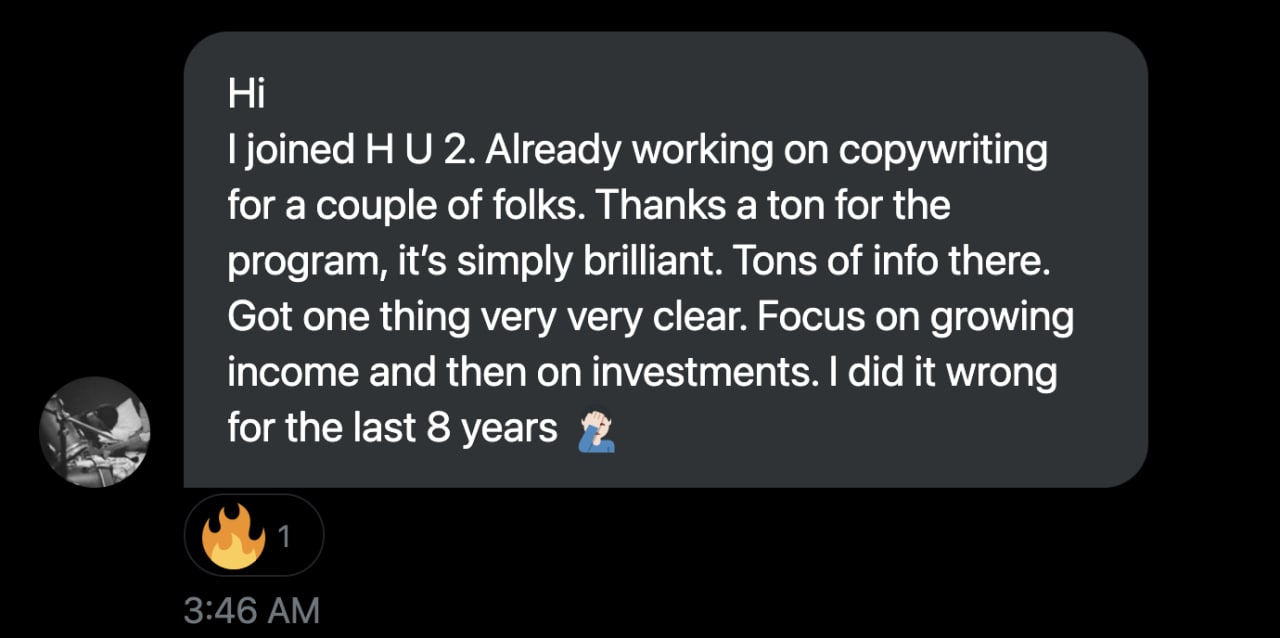 Hi
I joined H U 2. Already working on copywriting
for a couple of folks. Thanks a ton for the
program, it’s simply brilliant. Tons of info there.
Got one thing very very clear. Focus on growing
income and then on investments. I did it wrong
for the last 8 years 🤦🏻‍♂️
🔥 1
3:46 AM